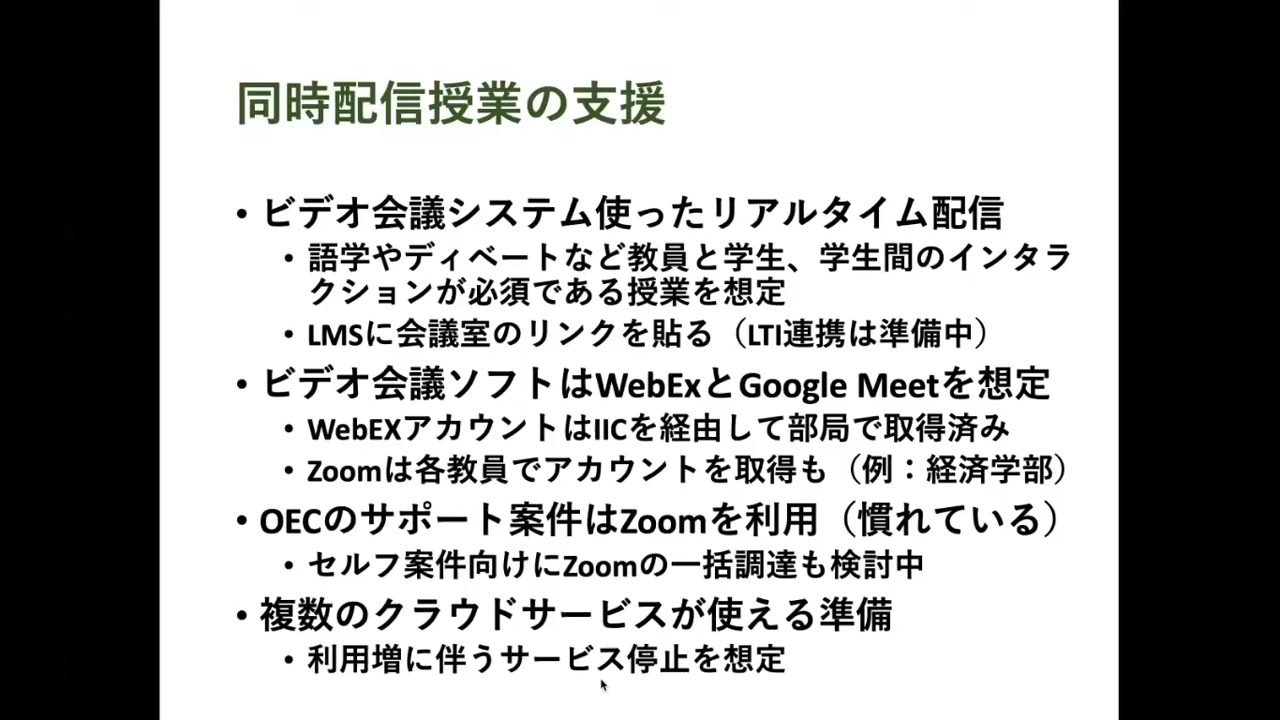 同時配信授業の支援
• ビデオ会議システム使ったリアルタイム配信
• 語学やディベートなど教員と学生、学生間のインタラ
クションが必須である授業を想定
• LMSに会議室のリンクを貼る（LTI連携は準備中）
• ビデオ会議ソフトはWebExとGoogle Meetを想定
• WebEXアカウントはIICを経由して部局で取得済み
• Zoomは各教員でアカウントを取得も（例：経済学部）
• OECのサポート案件はZoomを利用（慣れている）
• セルフ案件向けにZoomの一括調達も検討中
• 複数のクラウドサービスが使える準備
• 利用増に伴うサービス停止を想定